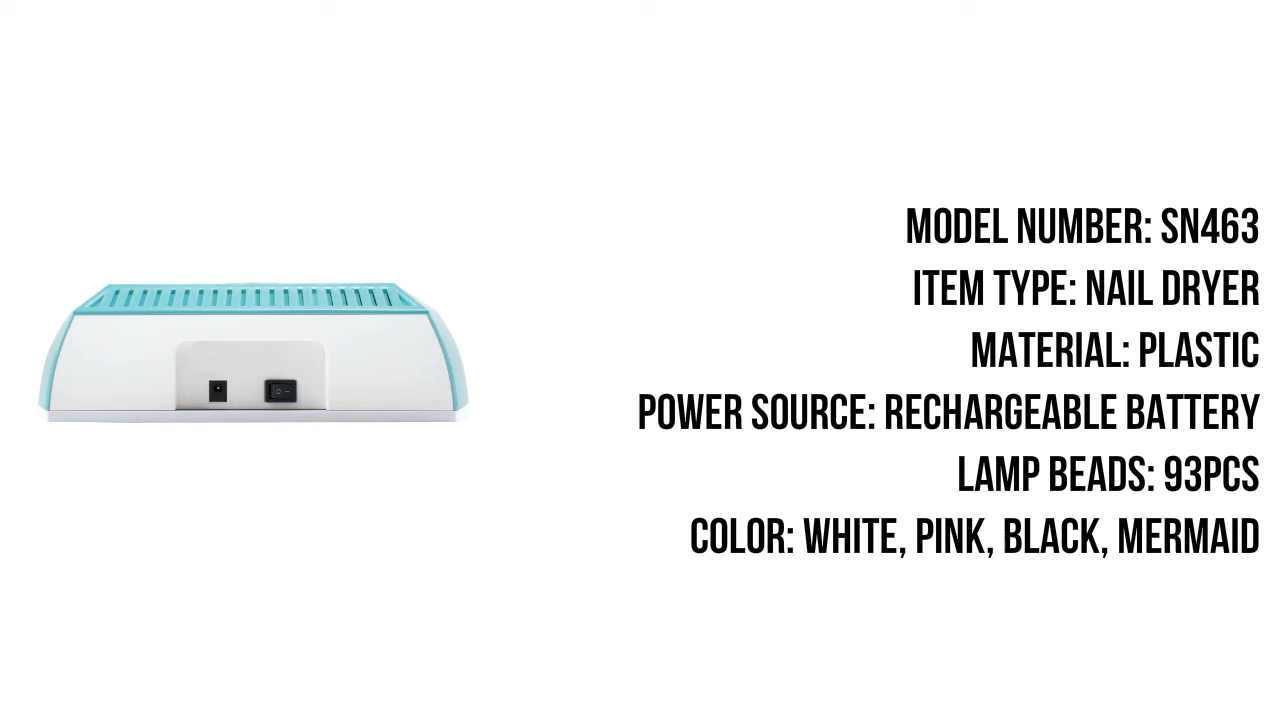 MODEL NUMBER: SN463
ITEM TYPE: NAIL DRYER
MATERIAL: PLASTIC
POWER SOURCE: RECHARGEABLE BATTERY
LAMP BEADS: 93PCS
COLOR: WHITE, PINK, BLACK, MERMAID